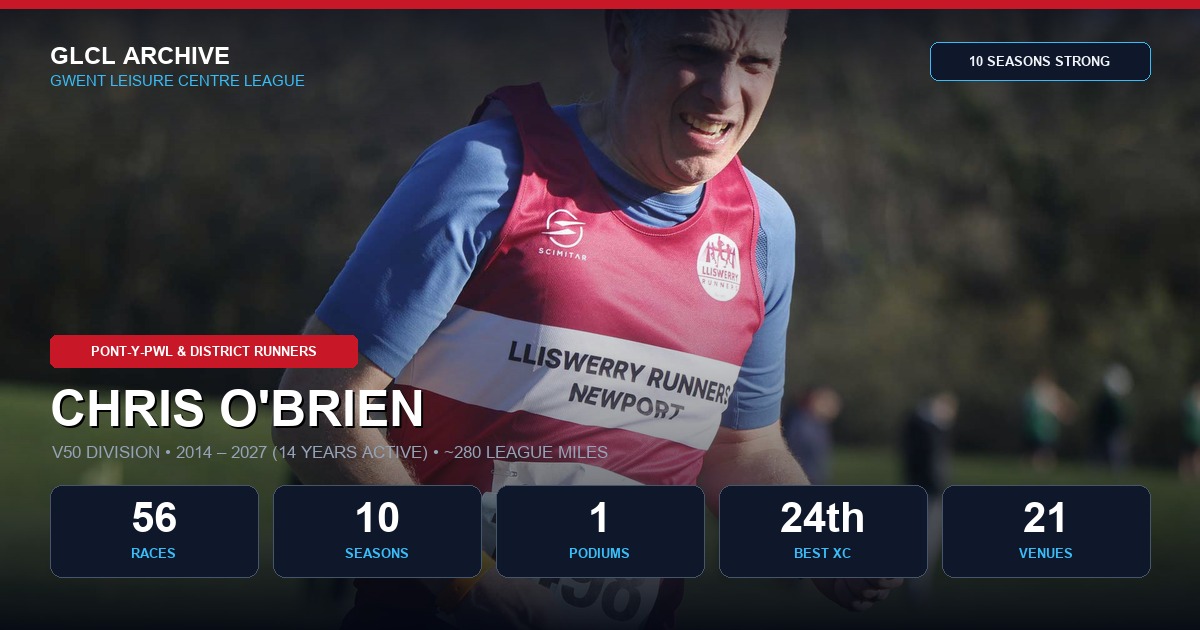 GLCL ARCHIVE
GWENT LEISURE CENTRE LEAGUE
10 SEASONS STRONG
SCIMITAR
LLISWERRY
RUNNERS
LLISWERRY RUNNERS
NEWPORT
PONT-Y-PWL & DISTRICT RUNNERS
CHRIS O'BRIEN
V50 DIVISION • 2014 – 2027 (14 YEARS ACTIVE) • ~280 LEAGUE MILES
56
RACES
10
SEASONS
1
PODIUMS
24th
BEST XC
21
VENUES
498